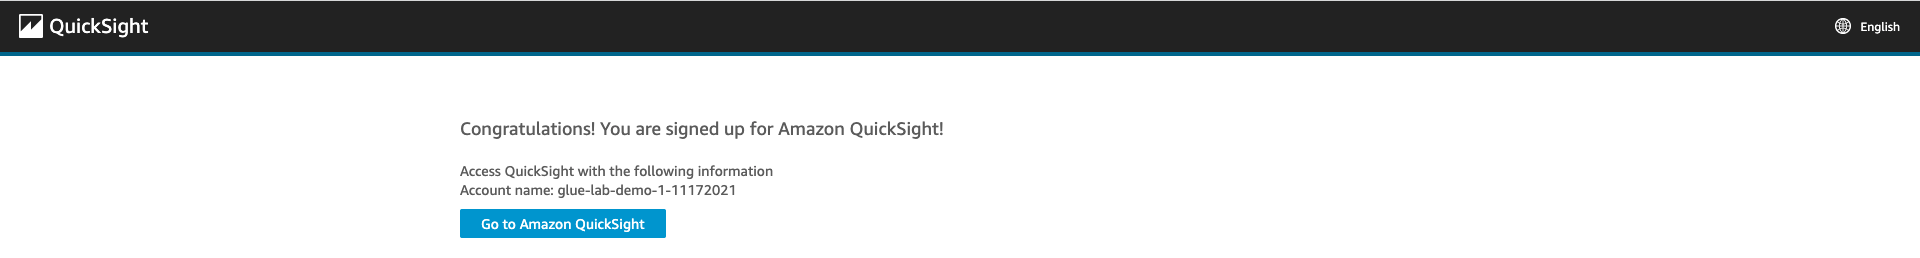 QuickSight
English
Congratulations! You are signed up for Amazon QuickSight!
Access QuickSight with the following information
Account name: glue-lab-demo-1-11172021
Go to Amazon QuickSight